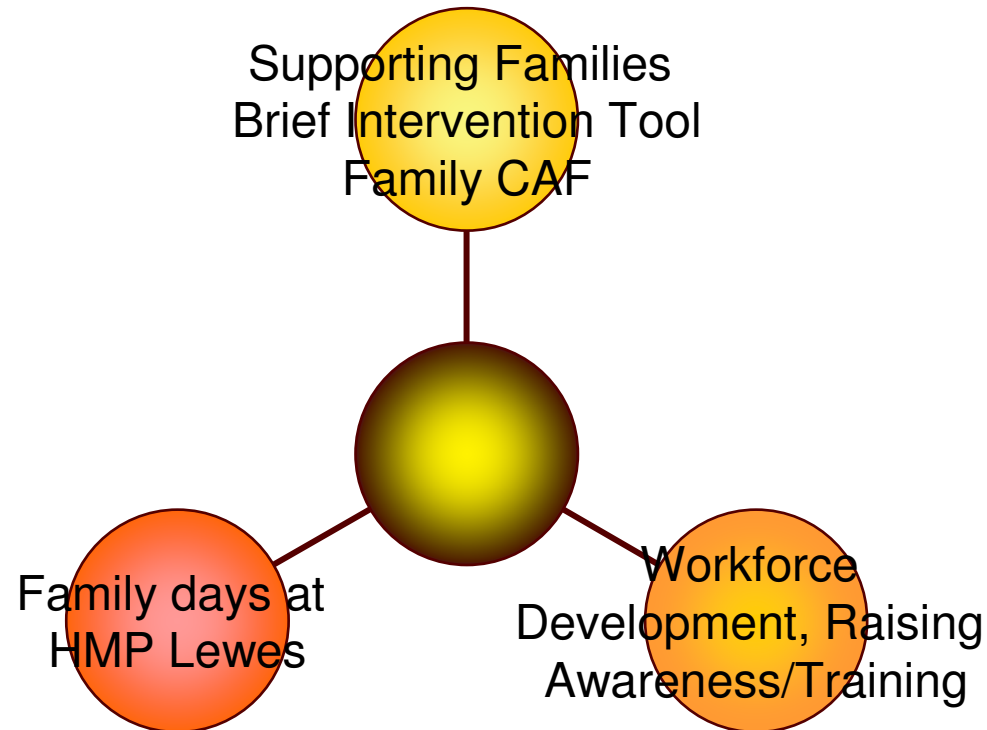 Supporting Families
Brief Intervention Tool
Family CAF
Family days at
HMP Lewes
Workforce
Development, Raising
Awareness/Training